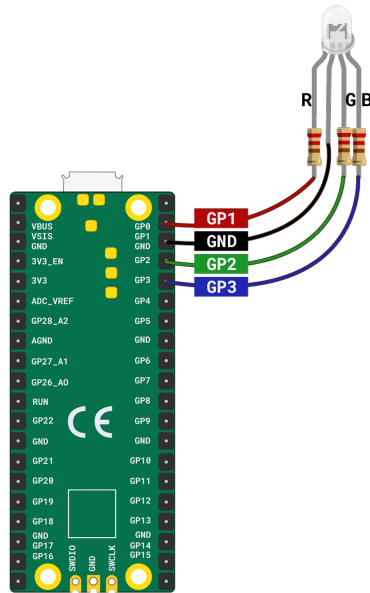 R G B
GP1
GND
GP2
GP3
VBUS
VSIS
GND
3V3_EN
3V3
ADC_VREF
GP28_A2
AGND
GP27_A1
GP26_A0
RUN
GP22
GND
GP21
GP20
GP19
GP18
GND
GP17
GP16
GP0
GP1
GND
GP2
GP3
GP4
GP5
GND
GP6
GP7
GP8
GP9
GND
GP10
GP11
GP12
GP13
GND
GP14
GP15
CE
SWDIO
GND
SWCLK